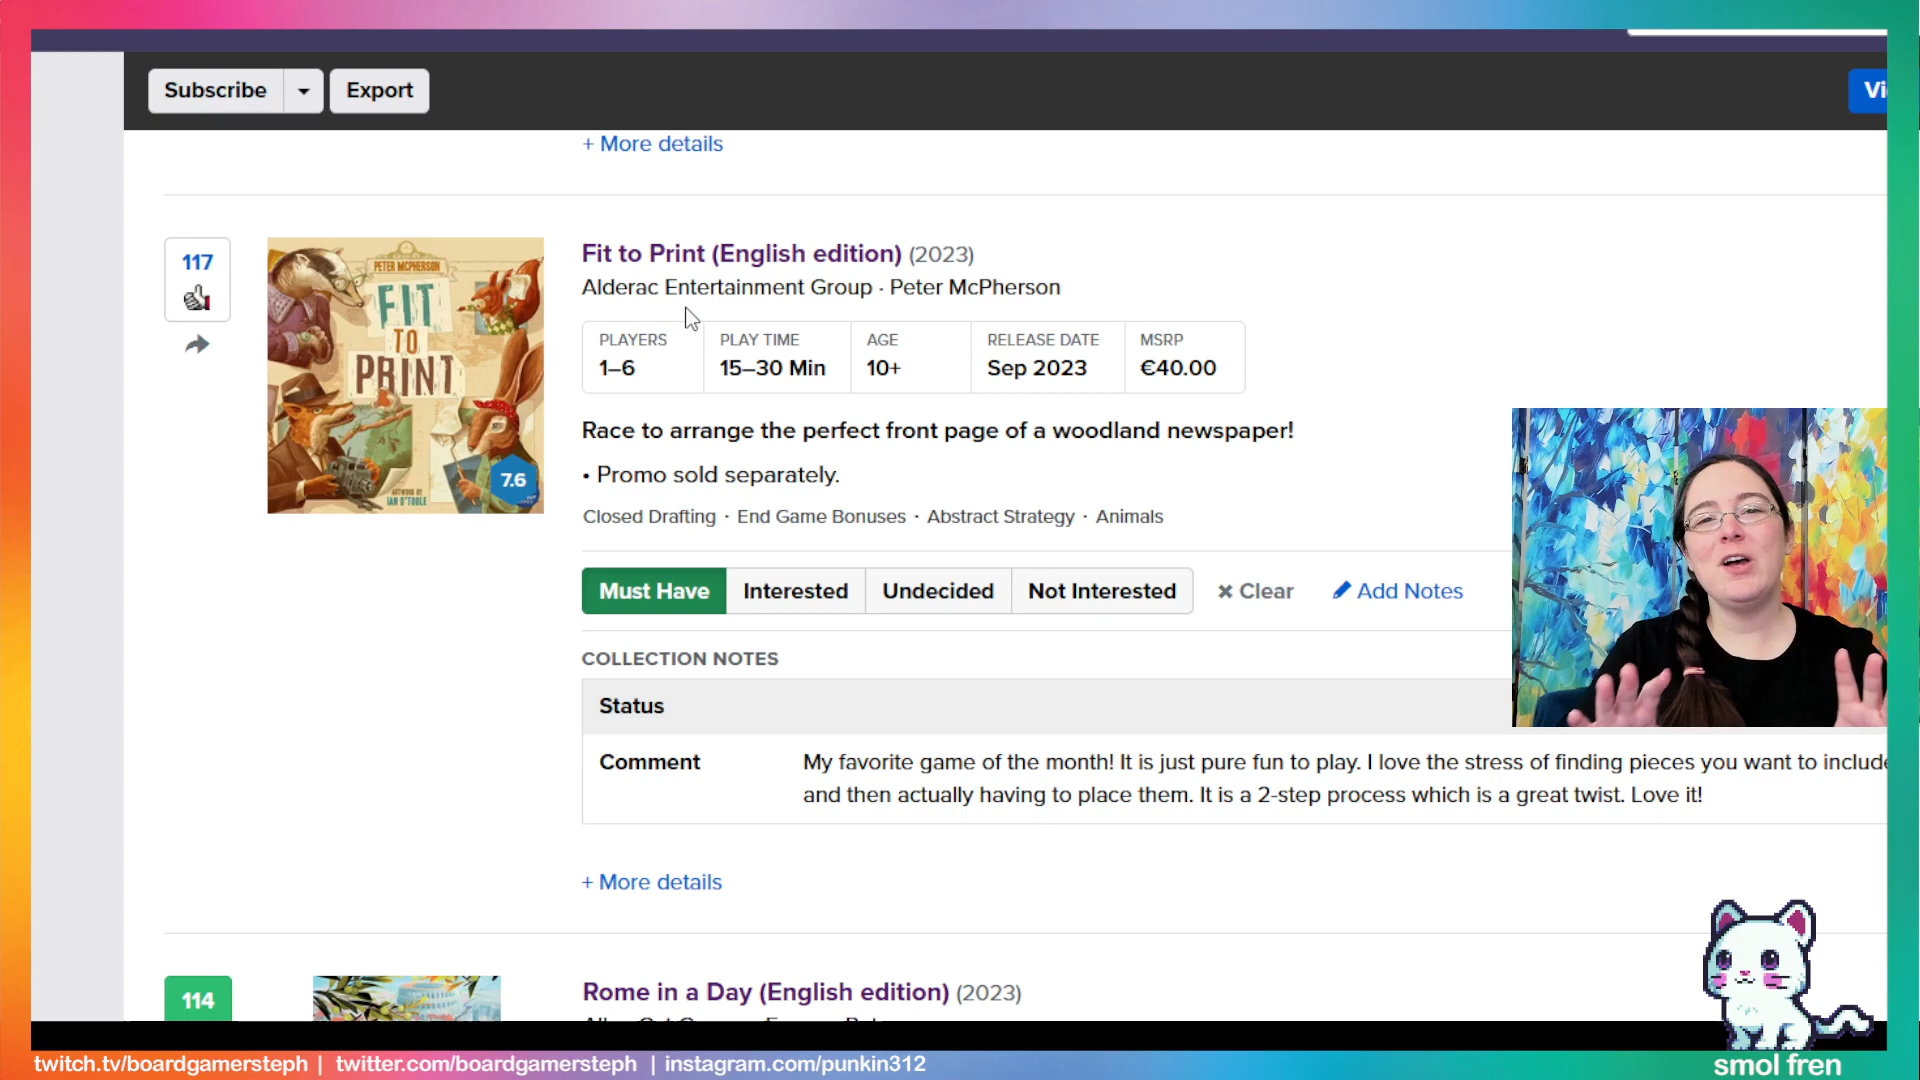 Subscribe
Export
+ More details
117
PETER MCPHERSON
FIT
TO
PRINT
ARTWORK BY
IAN O'TOOLE
7.6
Fit to Print (English edition) (2023)
Alderac Entertainment Group · Peter McPherson
PLAYERS
1–6
PLAY TIME
15–30 Min
AGE
10+
RELEASE DATE
Sep 2023
MSRP
€40.00
Race to arrange the perfect front page of a woodland newspaper!
• Promo sold separately.
Closed Drafting · End Game Bonuses · Abstract Strategy · Animals
Must Have
Interested
Undecided
Not Interested
Clear
Add Notes
COLLECTION NOTES
Status
Comment
My favorite game of the month! It is just pure fun to play. I love the stress of finding pieces you want to include
and then actually having to place them. It is a 2-step process which is a great twist. Love it!
+ More details
114
Rome in a Day (English edition) (2023)
twitch.tv/boardgamersteph | twitter.com/boardgamersteph | instagram.com/punkin312
smol fren